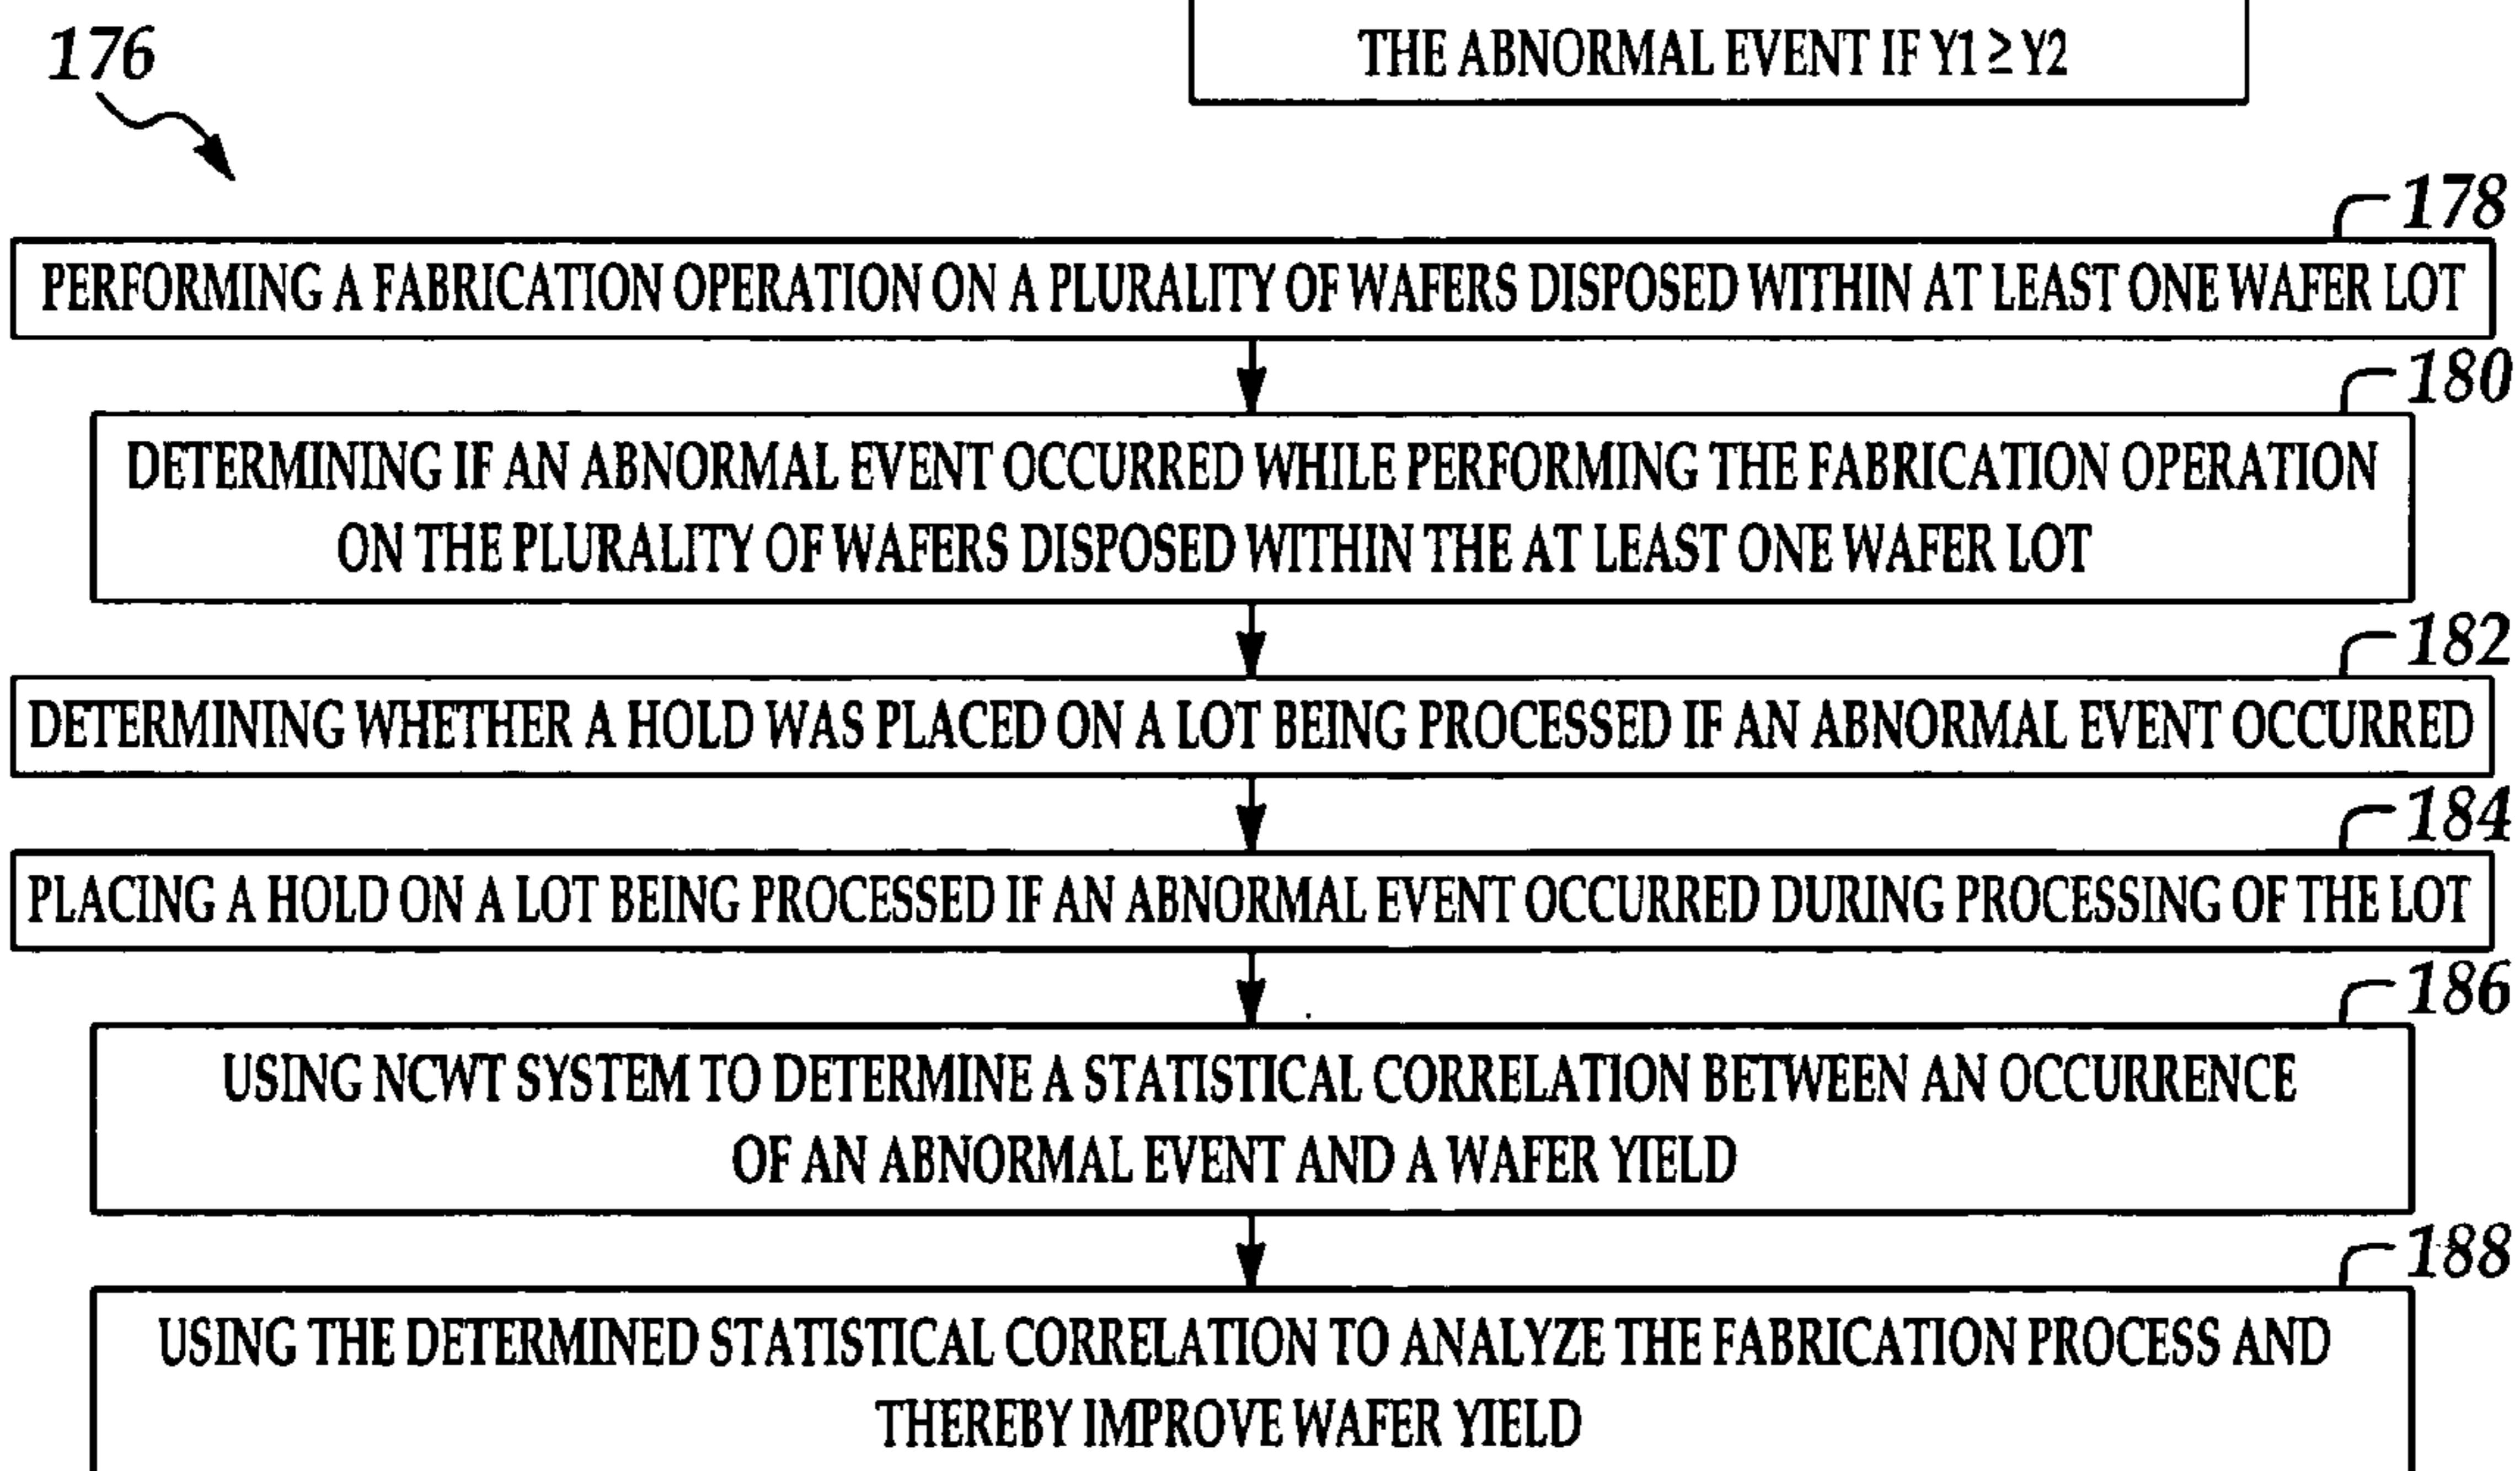 THE ABNORMAL EVENT IF Y1 ≥ Y2
176
178
PERFORMING A FABRICATION OPERATION ON A PLURALITY OF WAFERS DISPOSED WITHIN AT LEAST ONE WAFER LOT
180
DETERMINING IF AN ABNORMAL EVENT OCCURRED WHILE PERFORMING THE FABRICATION OPERATION
ON THE PLURALITY OF WAFERS DISPOSED WITHIN THE AT LEAST ONE WAFER LOT
182
DETERMINING WHETHER A HOLD WAS PLACED ON A LOT BEING PROCESSED IF AN ABNORMAL EVENT OCCURRED
184
PLACING A HOLD ON A LOT BEING PROCESSED IF AN ABNORMAL EVENT OCCURRED DURING PROCESSING OF THE LOT
186
USING NCWT SYSTEM TO DETERMINE A STATISTICAL CORRELATION BETWEEN AN OCCURRENCE
OF AN ABNORMAL EVENT AND A WAFER YIELD
188
USING THE DETERMINED STATISTICAL CORRELATION TO ANALYZE THE FABRICATION PROCESS AND
THEREBY IMPROVE WAFER YIELD